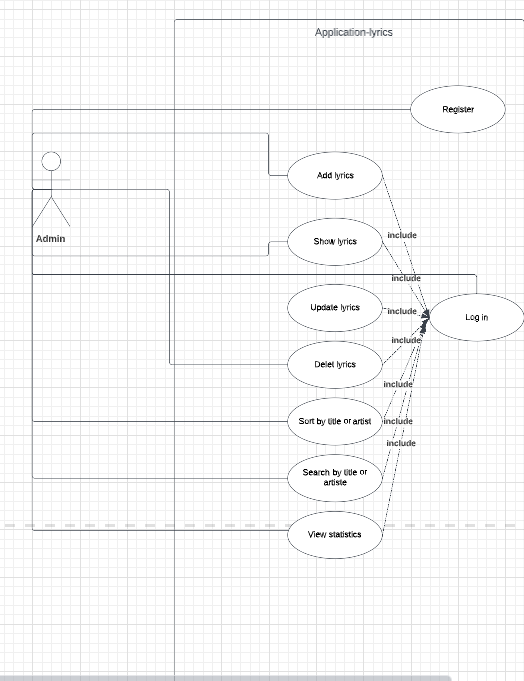 Application-lyrics
Register
Add lyrics
Admin
include
Show lyrics
include
Update lyrics
include
Log in
include
Delet lyrics
include
Sort by title or artist
include
include
Search by title or
artiste
View statistics